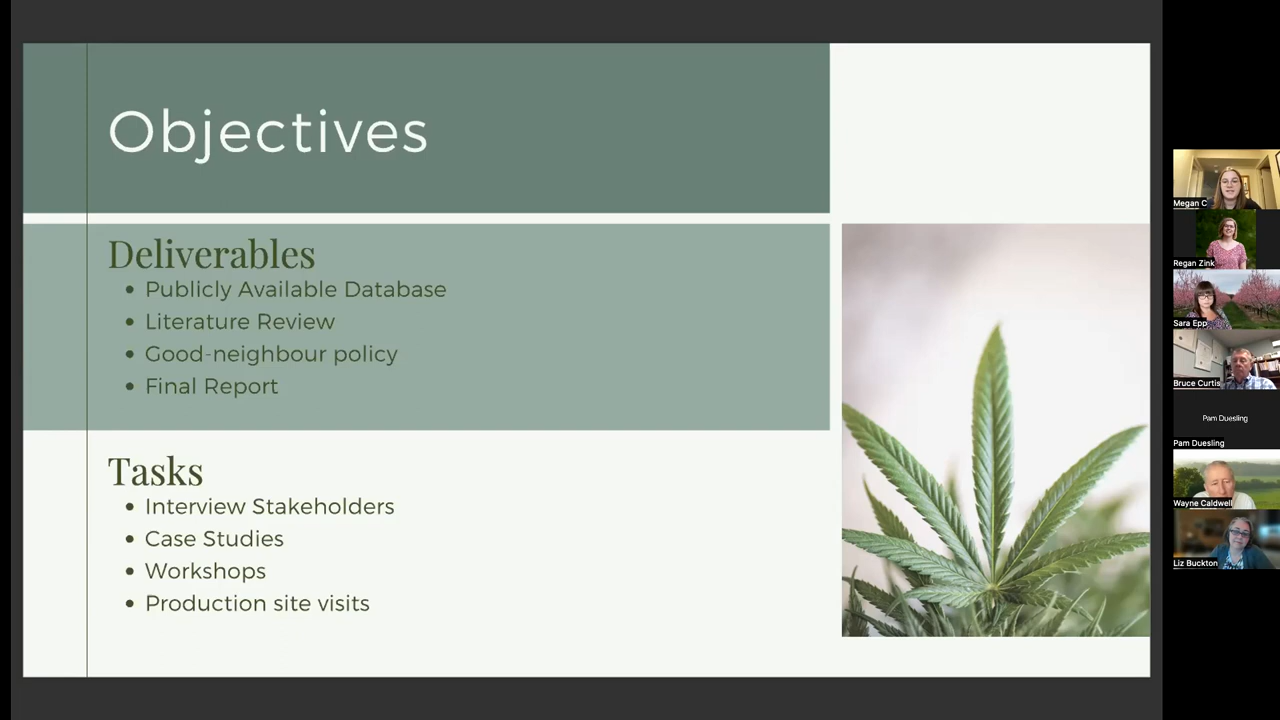 Objectives
Deliverables
• Publicly Available Database
• Literature Review
• Good-neighbour policy
• Final Report
Tasks
• Interview Stakeholders
• Case Studies
• Workshops
• Production site visits
Megan C
Regan Zink
Sara Epp
Bruce Curtis
Pam Duesling
Pam Duesling
Wayne Caldwell
Liz Buckton